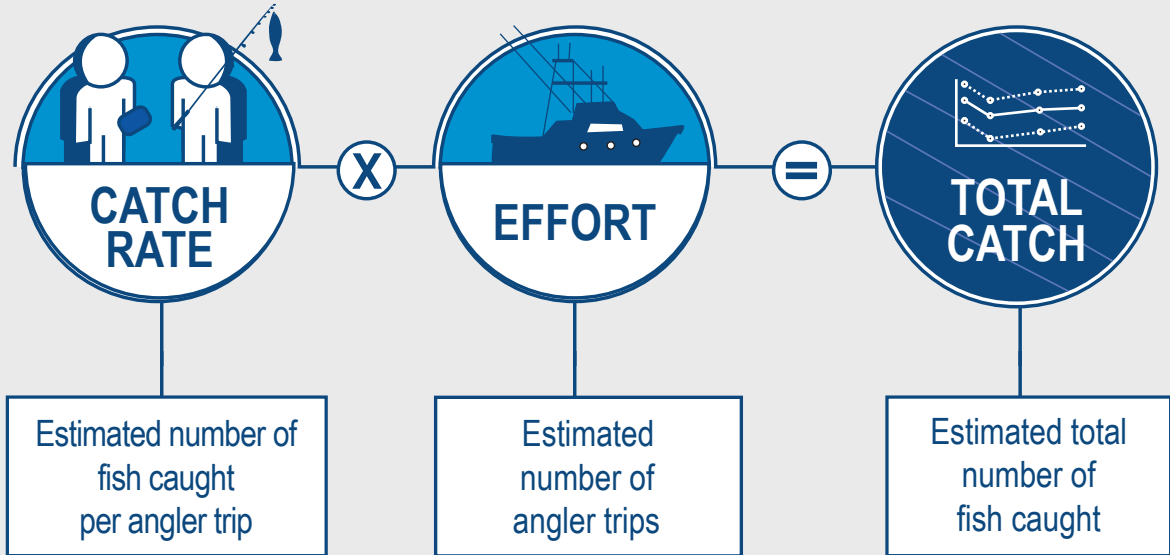 CATCH
RATE
X
EFFORT
=
TOTAL
CATCH
Estimated number of
fish caught
per angler trip
Estimated
number of
angler trips
Estimated total
number of
fish caught